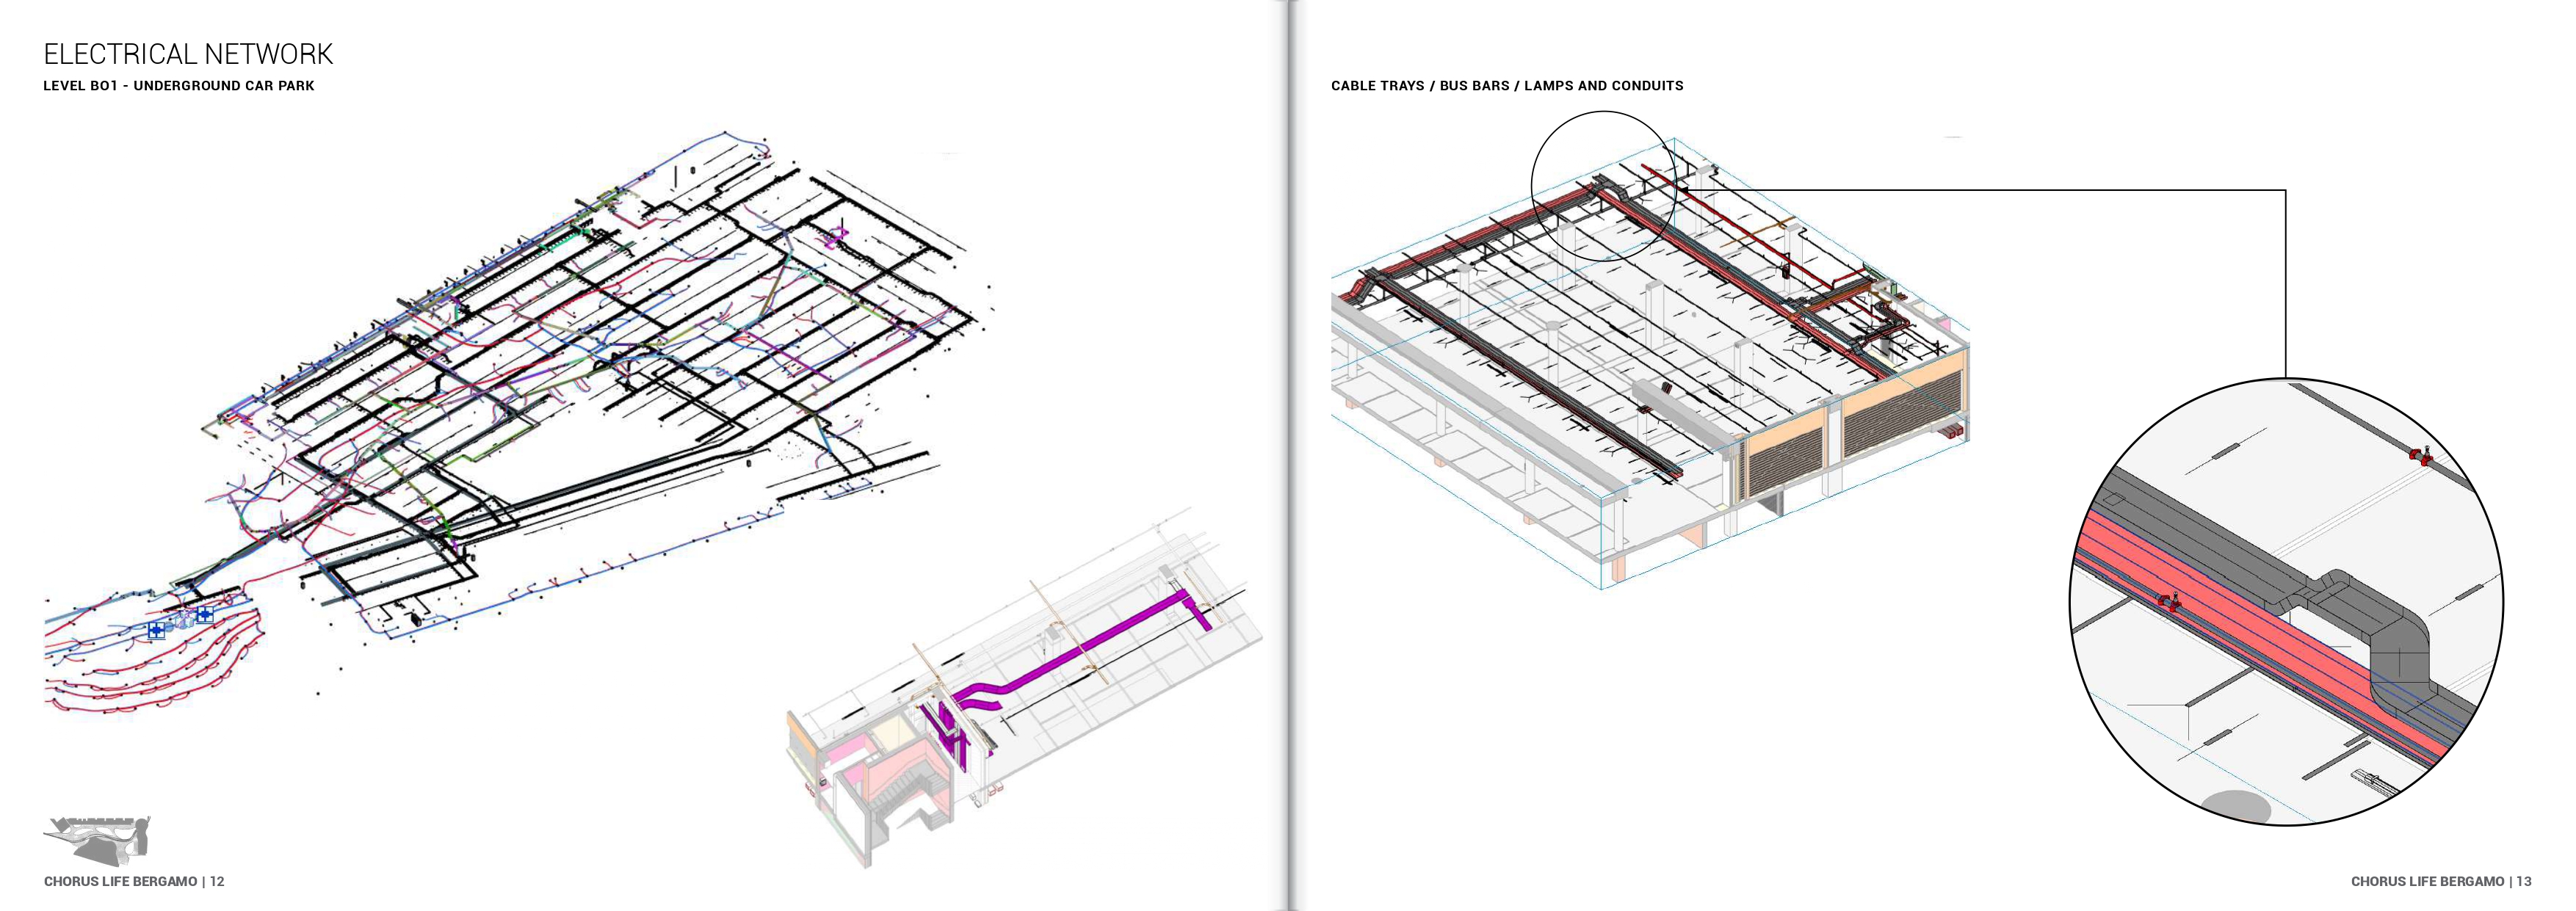 ELECTRICAL NETWORK
LEVEL B01 - UNDERGROUND CAR PARK
CHORUS LIFE BERGAMO | 12
CABLE TRAYS / BUS BARS / LAMPS AND CONDUITS
CHORUS LIFE BERGAMO | 13